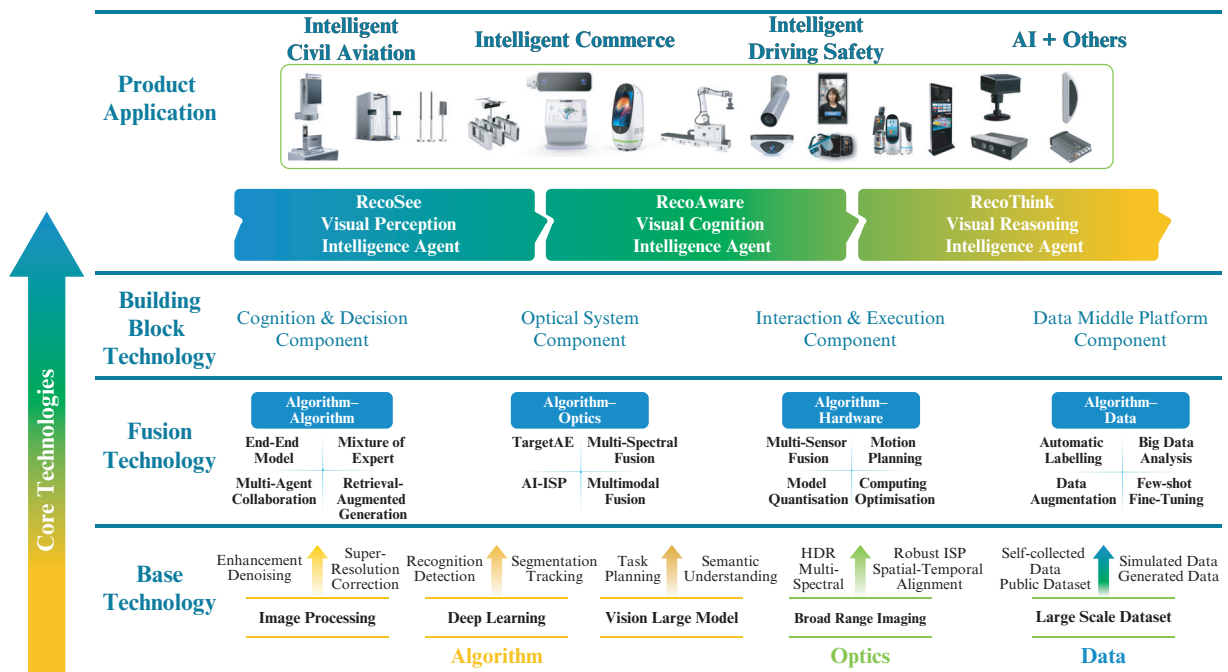 Intelligent
Civil Aviation
Intelligent Commerce
Intelligent
Driving Safety
AI + Others
Product
Application
RecoSee
Visual Perception
Intelligence Agent
RecoAware
Visual Cognition
Intelligence Agent
RecoThink
Visual Reasoning
Intelligence Agent
Core Technologies
Building
Block
Technology
Cognition & Decision
Component
Optical System
Component
Interaction & Execution
Component
Data Middle Platform
Component
Fusion
Technology
Algorithm–
Algorithm
End-End
Model
Mixture of
Expert
Multi-Agent
Collaboration
Retrieval-
Augmented
Generation
Algorithm–
Optics
TargetAE
Multi-Spectral
Fusion
AI-ISP
Multimodal
Fusion
Algorithm–
Hardware
Multi-Sensor
Fusion
Motion
Planning
Model
Quantisation
Computing
Optimisation
Algorithm–
Data
Automatic
Labelling
Big Data
Analysis
Data
Augmentation
Few-shot
Fine-Tuning
Base
Technology
Enhancement
Denoising
Super-
Resolution
Correction
Image Processing
Recognition
Detection
Segmentation
Tracking
Deep Learning
Task
Planning
Semantic
Understanding
Vision Large Model
HDR
Multi-
Spectral
Robust ISP
Spatial-Temporal
Alignment
Broad Range Imaging
Self-collected
Data
Public Dataset
Simulated Data
Generated Data
Large Scale Dataset
Algorithm
Optics
Data